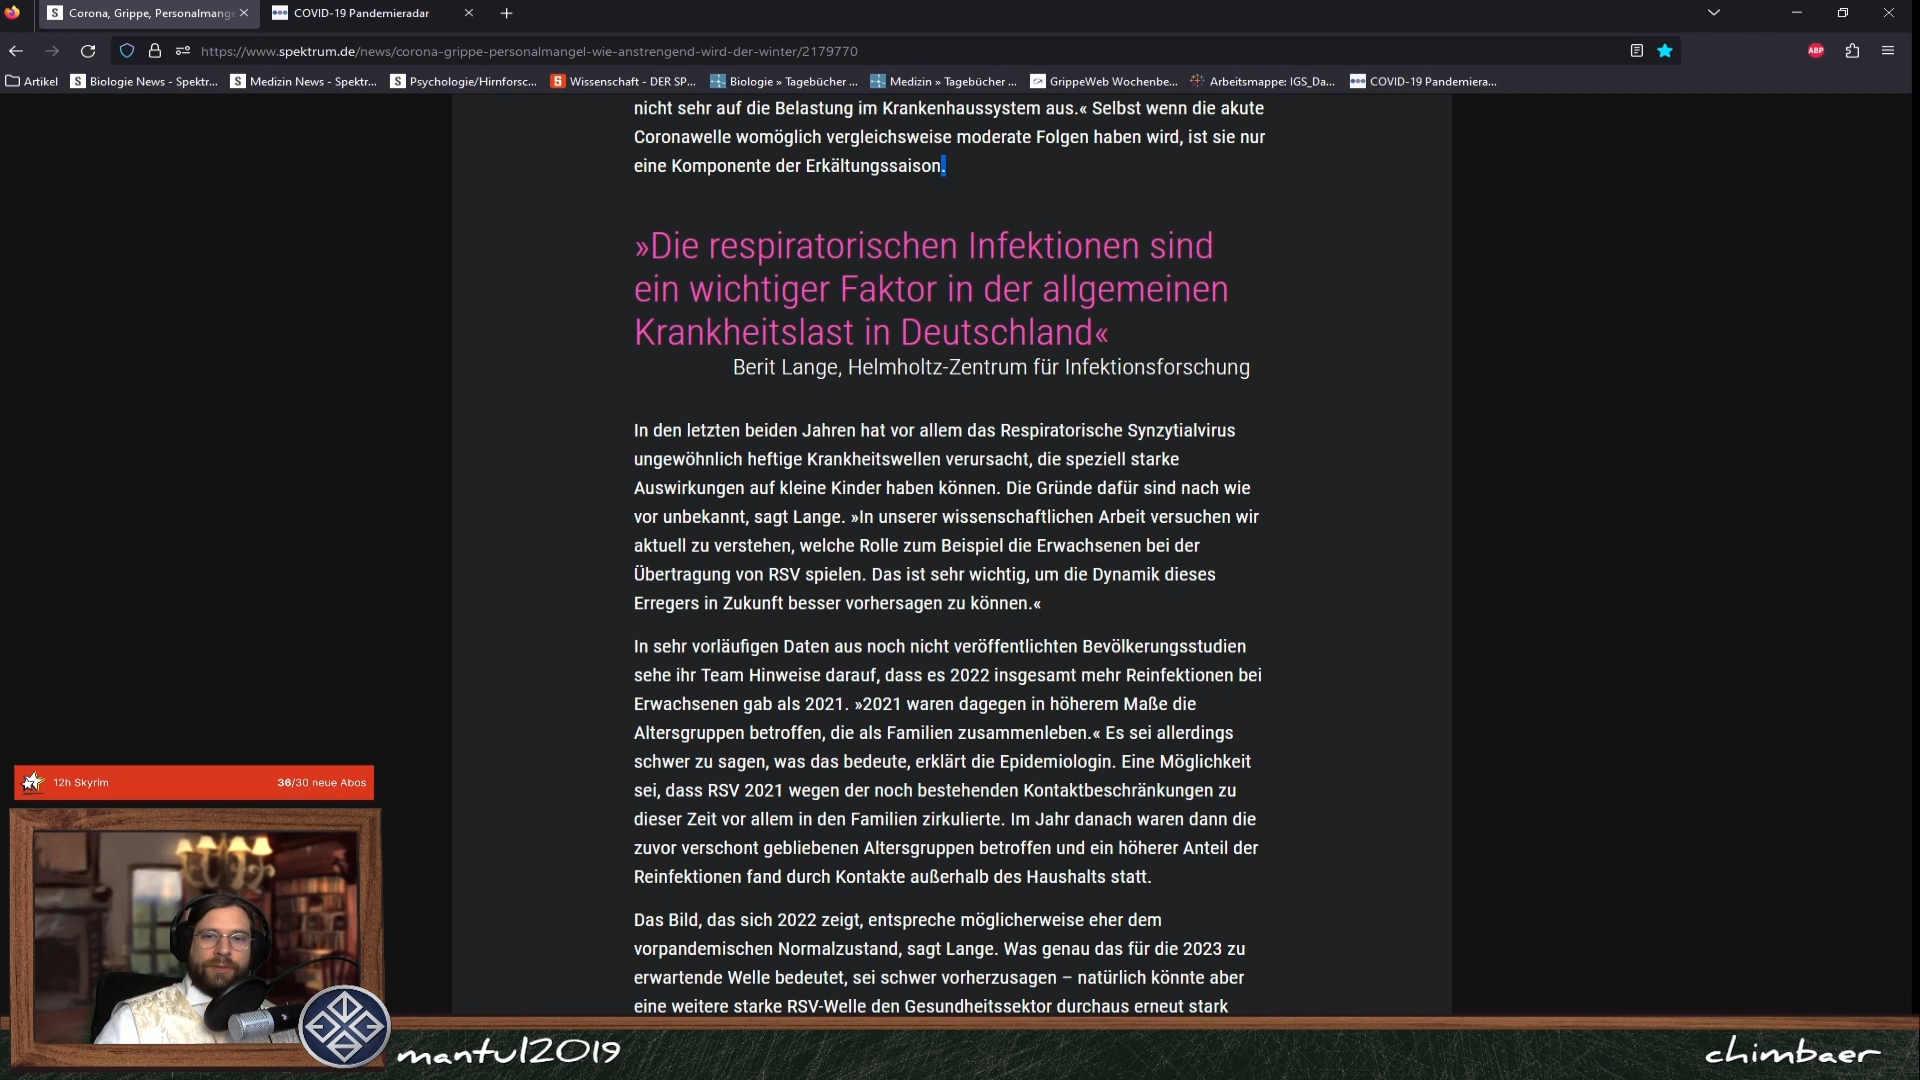 Corona, Grippe, Personalmange
COVID-19 Pandemieradar
https://www.spektrum.de/news/corona-grippe-personalmangel-wie-anstrengend-wird-der-winter/2179770
ABP
Artikel
Biologie News - Spektr...
Medizin News - Spektr...
Psychologie/Hirnforsc...
Wissenschaft - DER SP...
Biologie » Tagebücher ...
Medizin » Tagebücher ...
GrippeWeb Wochenbe...
Arbeitsmappe: IGS_Da...
COVID-19 Pandemiera...
nicht sehr auf die Belastung im Krankenhaussystem aus.« Selbst wenn die akute
Coronawelle womöglich vergleichsweise moderate Folgen haben wird, ist sie nur
eine Komponente der Erkältungssaison.
»Die respiratorischen Infektionen sind
ein wichtiger Faktor in der allgemeinen
Krankheitslast in Deutschland«
Berit Lange, Helmholtz-Zentrum für Infektionsforschung
In den letzten beiden Jahren hat vor allem das Respiratorische Synzytialvirus
ungewöhnlich heftige Krankheitswellen verursacht, die speziell starke
Auswirkungen auf kleine Kinder haben können. Die Gründe dafür sind nach wie
vor unbekannt, sagt Lange. »In unserer wissenschaftlichen Arbeit versuchen wir
aktuell zu verstehen, welche Rolle zum Beispiel die Erwachsenen bei der
Übertragung von RSV spielen. Das ist sehr wichtig, um die Dynamik dieses
Erregers in Zukunft besser vorhersagen zu können.«
In sehr vorläufigen Daten aus noch nicht veröffentlichten Bevölkerungsstudien
sehe ihr Team Hinweise darauf, dass es 2022 insgesamt mehr Reinfektionen bei
Erwachsenen gab als 2021. »2021 waren dagegen in höherem Maße die
Altersgruppen betroffen, die als Familien zusammenleben.« Es sei allerdings
schwer zu sagen, was das bedeute, erklärt die Epidemiologin. Eine Möglichkeit
sei, dass RSV 2021 wegen der noch bestehenden Kontaktbeschränkungen zu
dieser Zeit vor allem in den Familien zirkulierte. Im Jahr danach waren dann die
zuvor verschont gebliebenen Altersgruppen betroffen und ein höherer Anteil der
Reinfektionen fand durch Kontakte außerhalb des Haushalts statt.
Das Bild, das sich 2022 zeigt, entspreche möglicherweise eher dem
vorpandemischen Normalzustand, sagt Lange. Was genau das für die 2023 zu
erwartende Welle bedeutet, sei schwer vorherzusagen – natürlich könnte aber
eine weitere starke RSV-Welle den Gesundheitssektor durchaus erneut stark
12h Skyrim
36/30 neue Abos
mantul2019
chimbaer